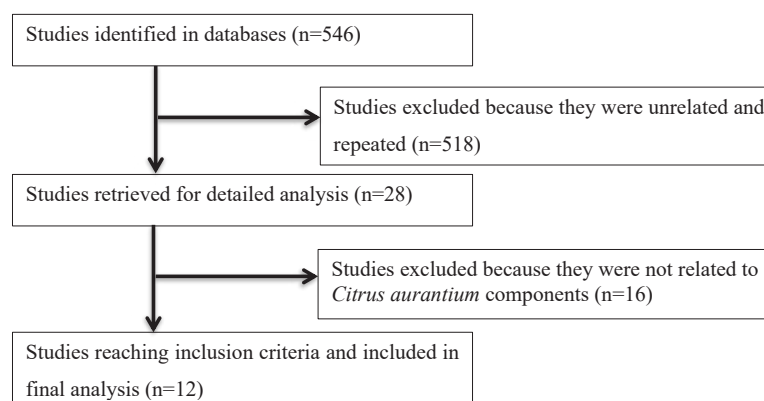 Studies identified in databases (n=546)
Studies excluded because they were unrelated and
repeated (n=518)
Studies retrieved for detailed analysis (n=28)
Studies excluded because they were not related to
Citrus aurantium components (n=16)
Studies reaching inclusion criteria and included in
final analysis (n=12)